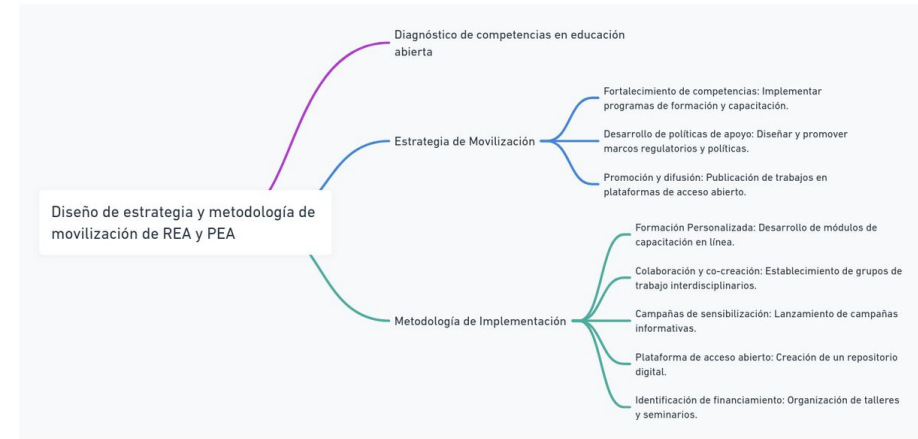 Diseño de estrategia y metodología de
movilización de REA y PEA
Diagnóstico de competencias en educación
abierta
Estrategia de Movilización
Fortalecimiento de competencias: Implementar
programas de formación y capacitación.
Desarrollo de políticas de apoyo: Diseñar y promover
marcos regulatorios y políticas.
Promoción y difusión: Publicación de trabajos en
plataformas de acceso abierto.
Metodología de Implementación
Formación Personalizada: Desarrollo de módulos de
capacitación en línea.
Colaboración y co-creación: Establecimiento de grupos de
trabajo interdisciplinarios.
Campañas de sensibilización: Lanzamiento de campañas
informativas.
Plataforma de acceso abierto: Creación de un repositorio
digital.
Identificación de financiamiento: Organización de talleres
y seminarios.